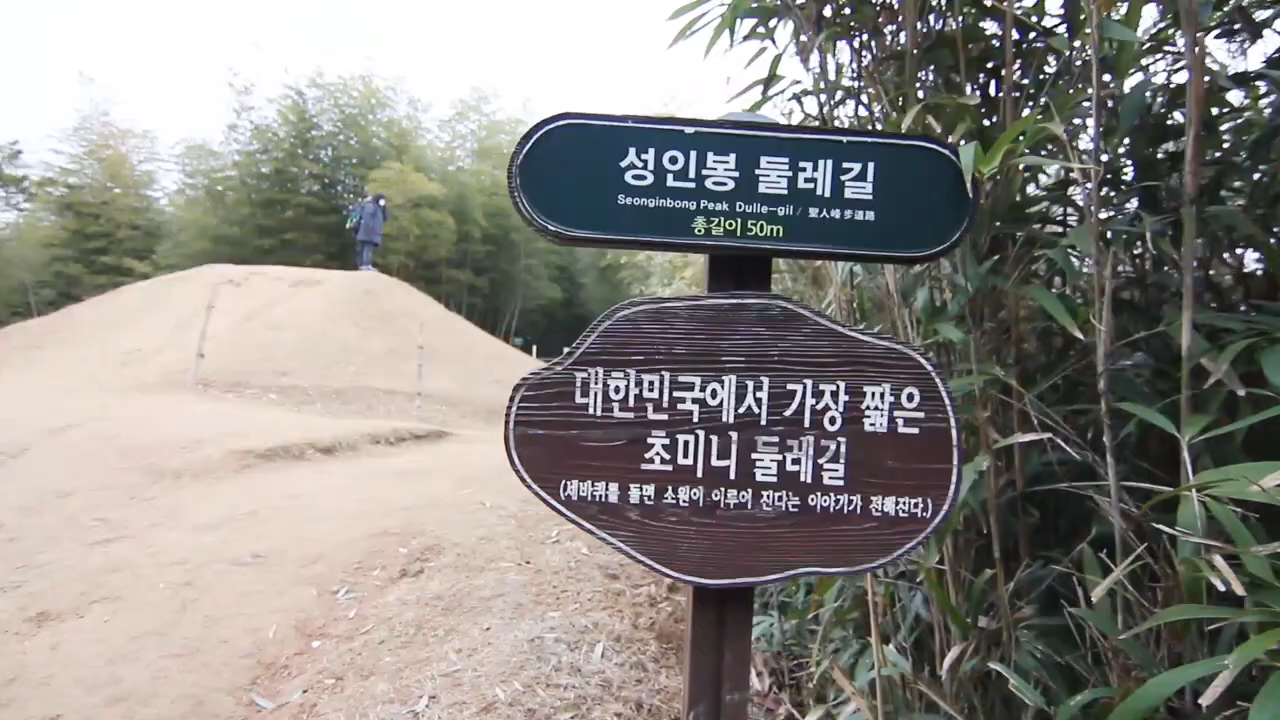 성인봉 둘레길
Seonginbong Peak Dulle-gil / 聖人峰 步道路
총길이 50m
대한민국에서 가장 짧은
초미니 둘레길
(세바퀴를 돌면 소원이 이루어 진다는 이야기가 전해진다.)